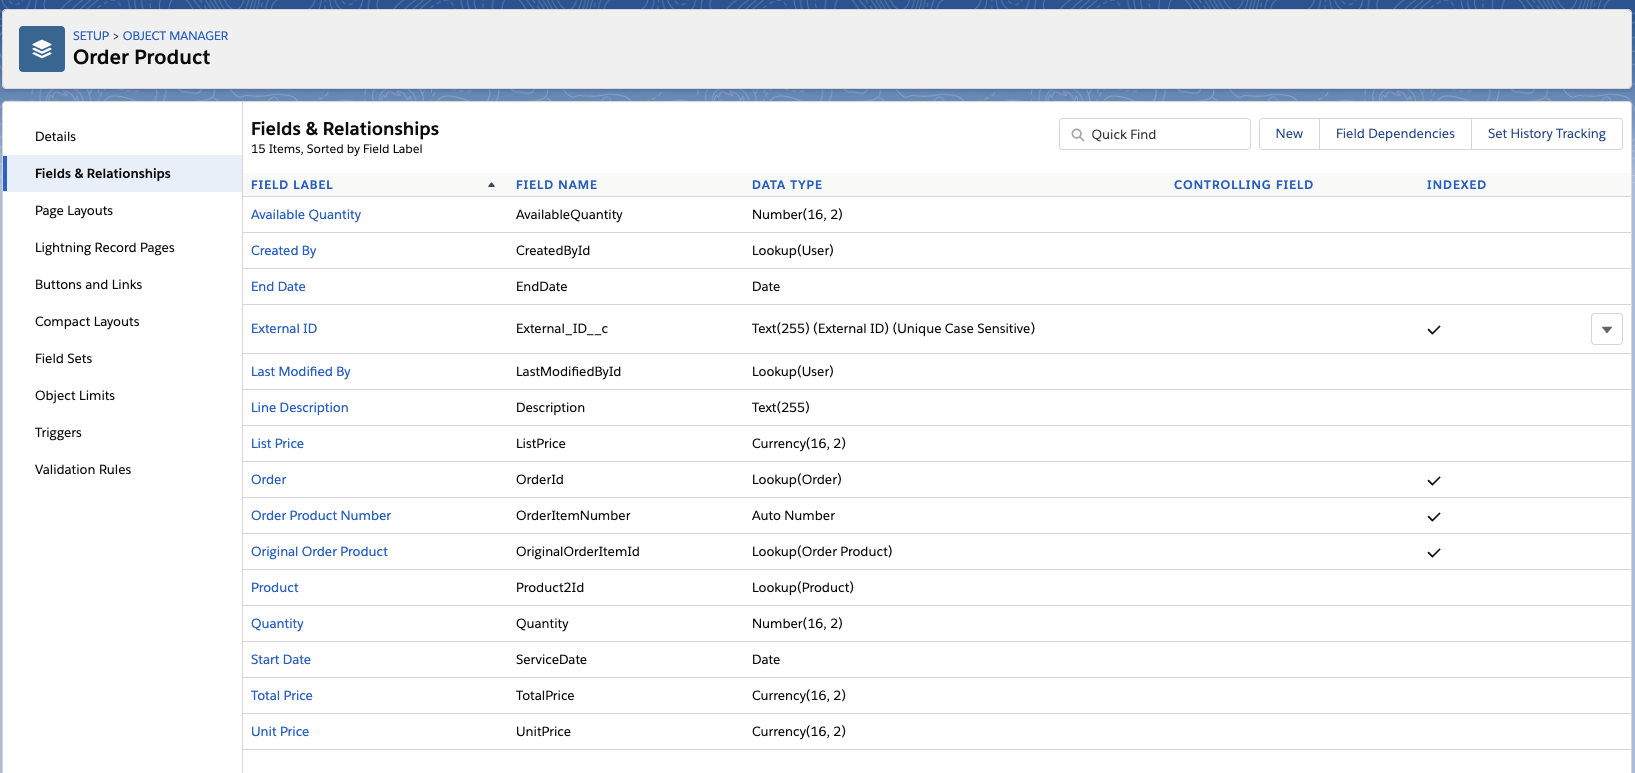 SETUP > OBJECT MANAGER
Order Product
Details
Fields & Relationships
Page Layouts
Lightning Record Pages
Buttons and Links
Compact Layouts
Field Sets
Object Limits
Triggers
Validation Rules
Fields & Relationships
15 Items, Sorted by Field Label
Quick Find
New
Field Dependencies
Set History Tracking
FIELD LABEL FIELD NAME DATA TYPE CONTROLLING FIELD INDEXED
Available Quantity AvailableQuantity Number(16, 2)
Created By CreatedById Lookup(User)
End Date EndDate Date
External ID External_ID__c Text(255) (External ID) (Unique Case Sensitive)
Last Modified By LastModifiedById Lookup(User)
Line Description Description Text(255)
List Price ListPrice Currency(16, 2)
Order OrderId Lookup(Order)
Order Product Number OrderItemNumber Auto Number
Original Order Product OriginalOrderItemId Lookup(Order Product)
Product Product2Id Lookup(Product)
Quantity Quantity Number(16, 2)
Start Date ServiceDate Date
Total Price TotalPrice Currency(16, 2)
Unit Price UnitPrice Currency(16, 2)